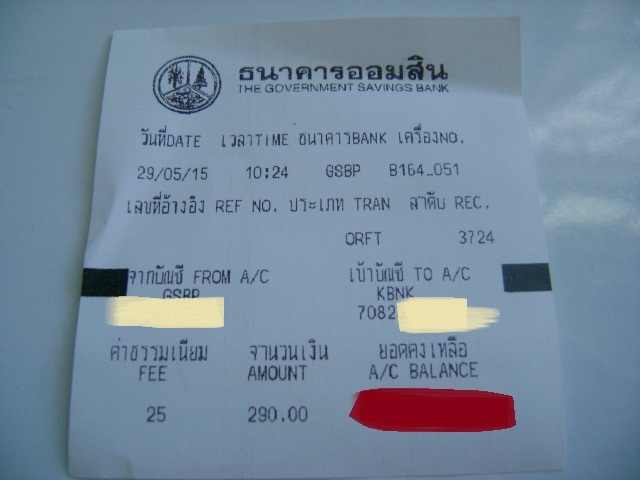 ธนาคารออมสิน
THE GOVERNMENT SAVINGS BANK
วันที่DATE เวลาTIME ธนาคารBANK เครื่องNO.
29/05/15 10:24 GSBP B164_051
เลขที่อ้างอิง REF NO. ประเภท TRAN ลำดับ REC.
ORFT 3724
จากบัญชี FROM A/C เข้าบัญชี TO A/C
GSBP KBNK
7082
ค่าธรรมเนียม จำนวนเงิน ยอดคงเหลือ
FEE AMOUNT A/C BALANCE
25 290.00